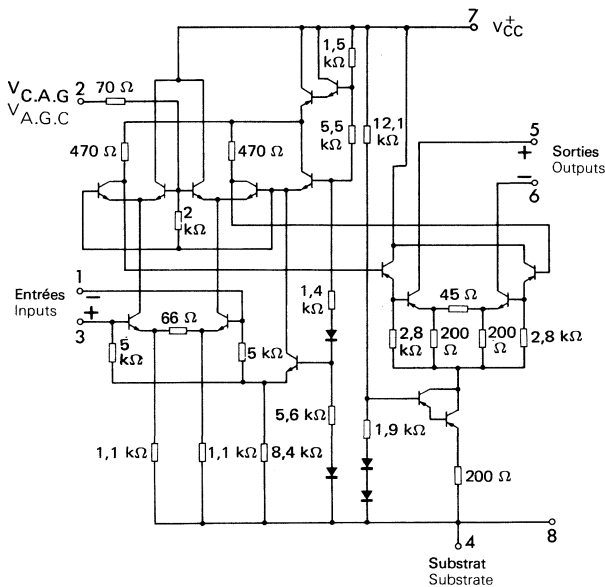 7
V+CC
1,5
kΩ
VC.A.G 2 70 Ω
VA.G.C
5,5
kΩ
12,1
kΩ
5
+
Sorties
Outputs
−
6
470 Ω
470 Ω
2
kΩ
1
Entrées −
Inputs +
3
66 Ω
45 Ω
1,4
kΩ
2,8
kΩ
200
Ω
200
Ω
2,8 kΩ
5
kΩ
5 kΩ
5,6 kΩ
1,9 kΩ
1,1 kΩ
1,1 kΩ
8,4 kΩ
200 Ω
8
4
Substrat
Substrate